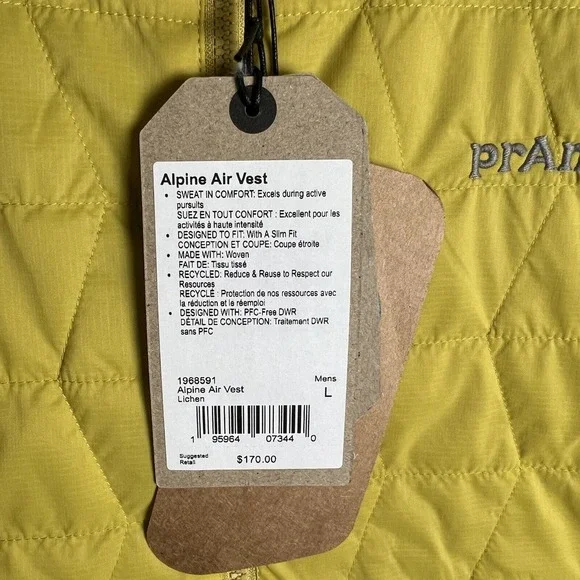 prAn
Alpine Air Vest
• SWEAT IN COMFORT: Excels during active
pursuits
SUEZ EN TOUT CONFORT : Excellent pour les
activités à haute intensité
• DESIGNED TO FIT: With A Slim Fit
CONCEPTION ET COUPE: Coupe étroite
• MADE WITH: Woven
FAIT DE: Tissu tissé
• RECYCLED: Reduce & Reuse to Respect our
Resources
RECYCLÉ : Protection de nos ressources avec
la réduction et le réemploi
• DESIGNED WITH: PFC-Free DWR
DÉTAIL DE CONCEPTION: Traitement DWR
sans PFC
1968591 Mens
Alpine Air Vest L
Lichen
1 95964 07344 0
Suggested
Retail $170.00